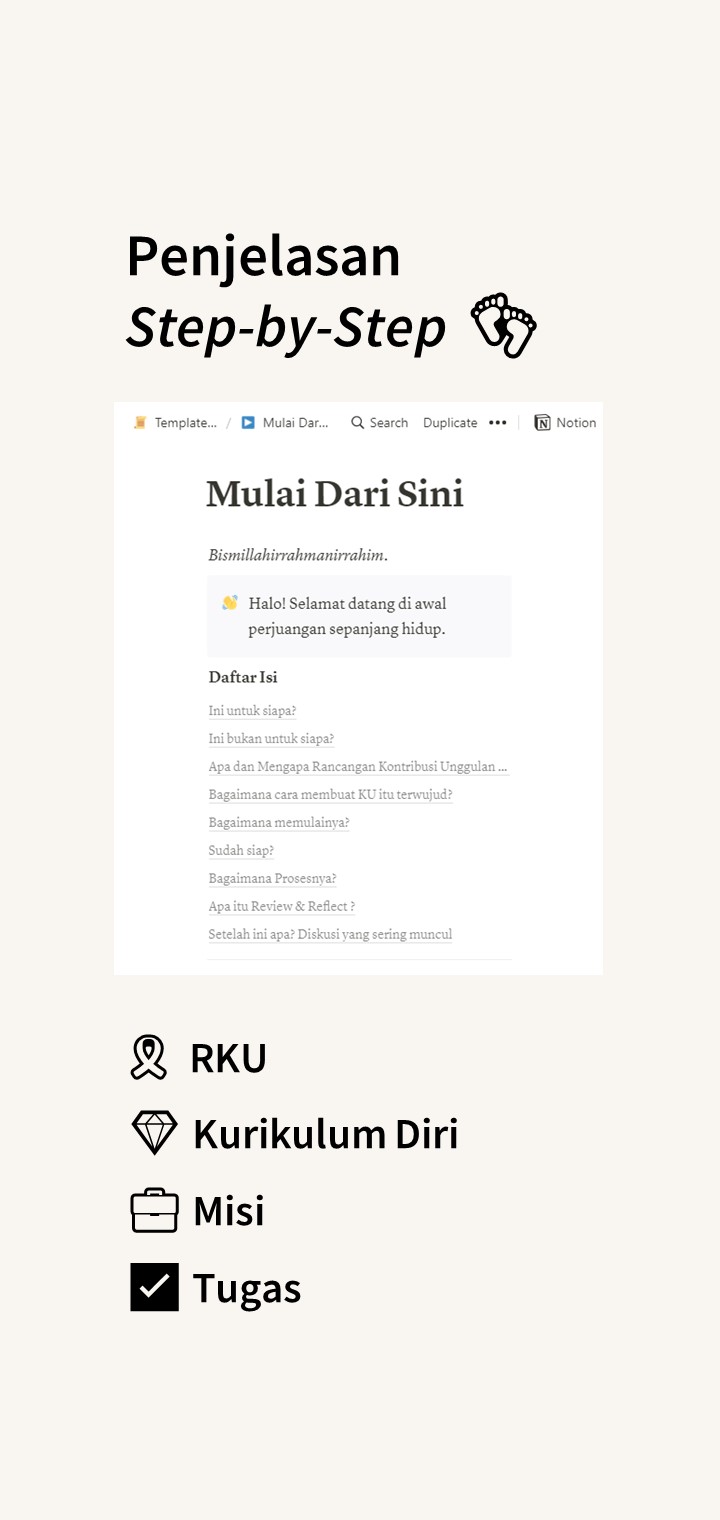 Penjelasan
Step-by-Step
Template... / Mulai Dar... Search Duplicate ••• Notion
Mulai Dari Sini
Bismillahirrahmanirrahim.
Halo! Selamat datang di awal
perjuangan sepanjang hidup.
Daftar Isi
Ini untuk siapa?
Ini bukan untuk siapa?
Apa dan Mengapa Rancangan Kontribusi Unggulan ...
Bagaimana cara membuat KU itu terwujud?
Bagaimana memulainya?
Sudah siap?
Bagaimana Prosesnya?
Apa itu Review & Reflect ?
Setelah ini apa? Diskusi yang sering muncul
RKU
Kurikulum Diri
Misi
Tugas